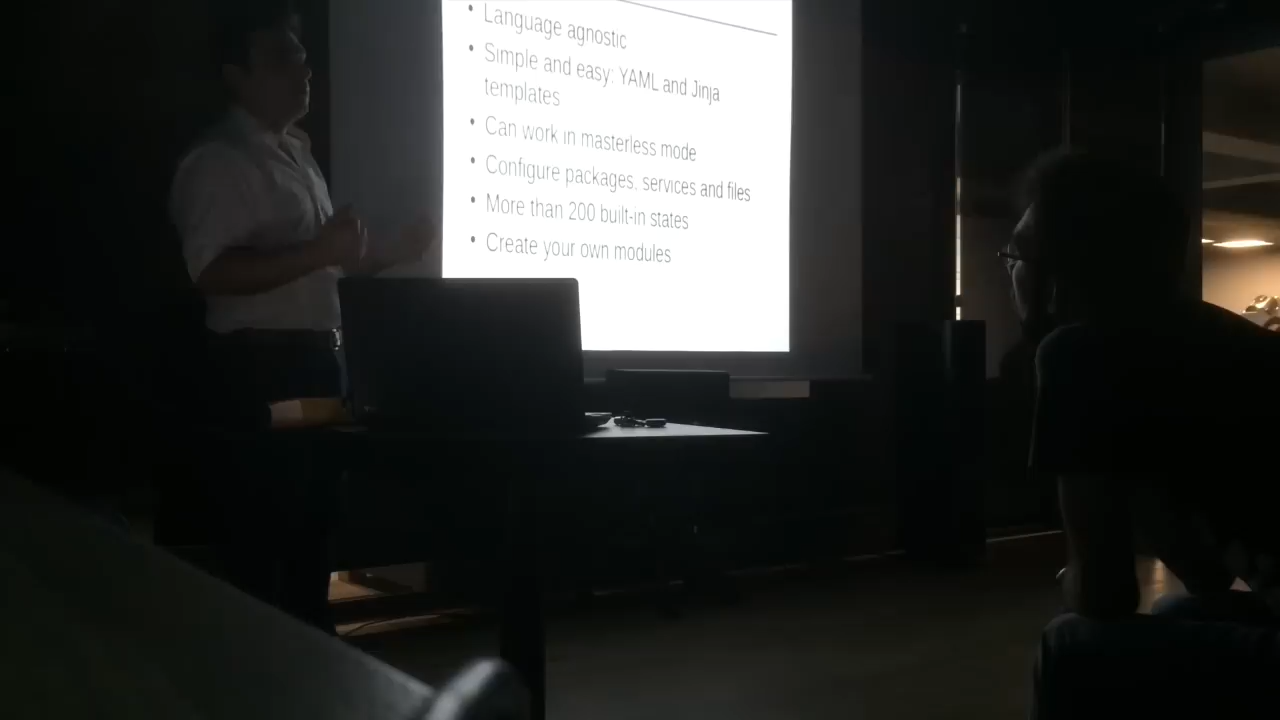 • Language agnostic
• Simple and easy: YAML and Jinja
templates
• Can work in masterless mode
• Configure packages, services and files
• More than 200 built-in states
• Create your own modules